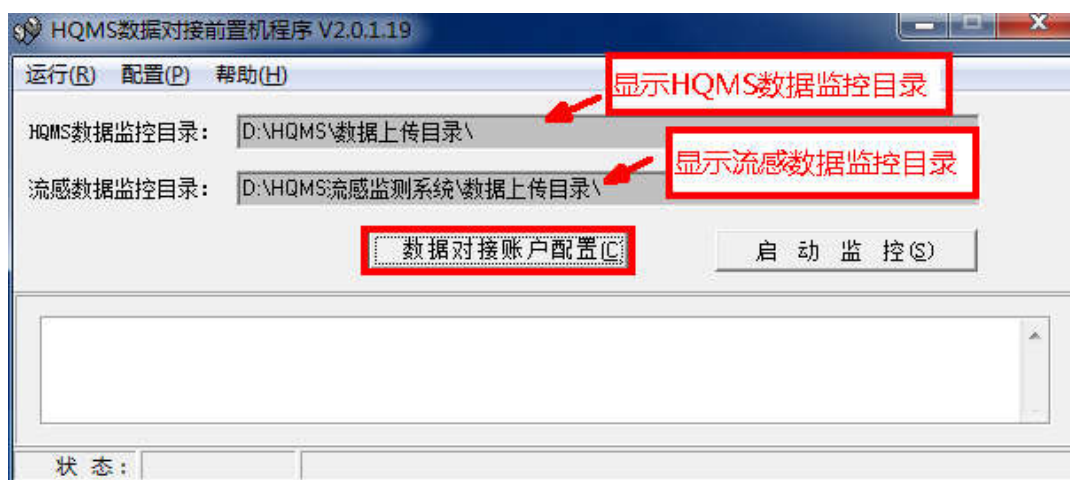 HQMS数据对接前置机程序 V2.0.1.19
运行(R) 配置(P) 帮助(H)
显示HQMS数据监控目录
HQMS数据监控目录: D:\HQMS\数据上传目录\
显示流感数据监控目录
流感数据监控目录: D:\HQMS流感监测系统\数据上传目录\
数据对接账户配置(C) 启 动 监 控(S)
状 态: